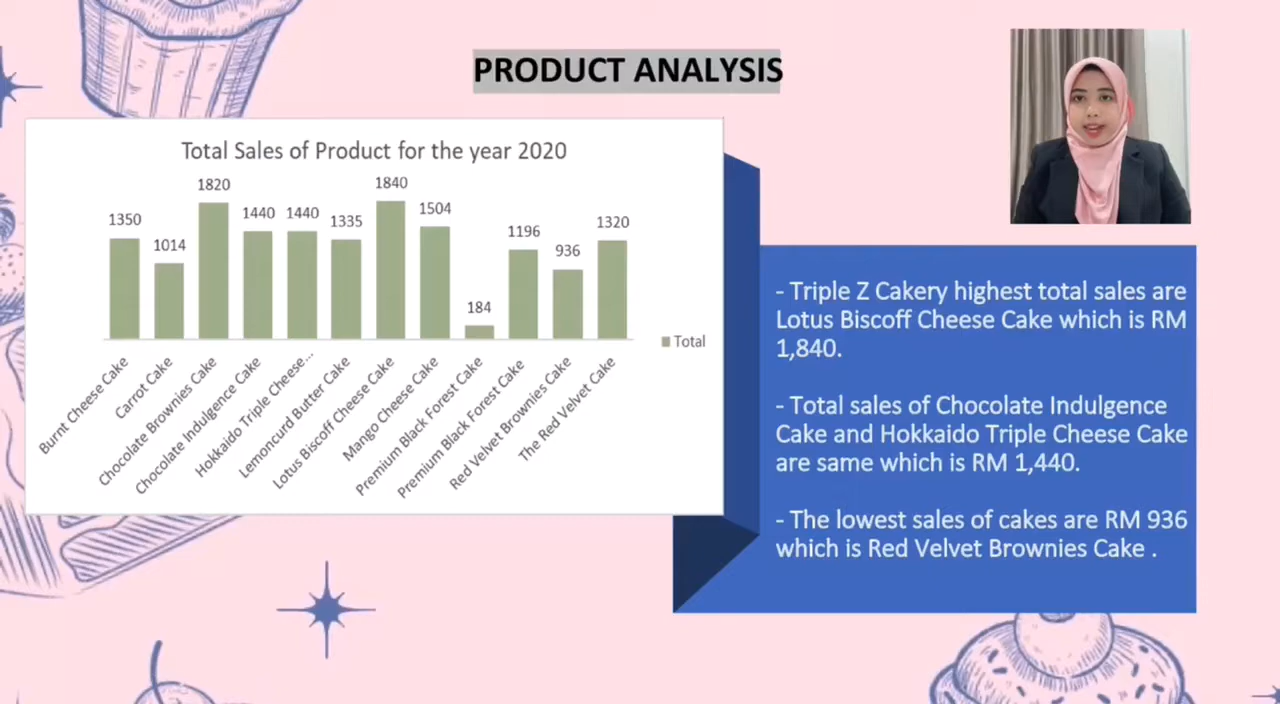 PRODUCT ANALYSIS
Total Sales of Product for the year 2020
1350
1014
1820
1440
1440
1335
1840
1504
184
1196
936
1320
Total
Burnt Cheese Cake
Carrot Cake
Chocolate Brownies Cake
Chocolate Indulgence Cake
Hokkaido Triple Cheese...
Lemoncurd Butter Cake
Lotus Biscoff Cheese Cake
Mango Cheese Cake
Premium Black Forest Cake
Premium Black Forest Cake
Red Velvet Brownies Cake
The Red Velvet Cake
- Triple Z Cakery highest total sales are
Lotus Biscoff Cheese Cake which is RM
1,840.
- Total sales of Chocolate Indulgence
Cake and Hokkaido Triple Cheese Cake
are same which is RM 1,440.
- The lowest sales of cakes are RM 936
which is Red Velvet Brownies Cake .